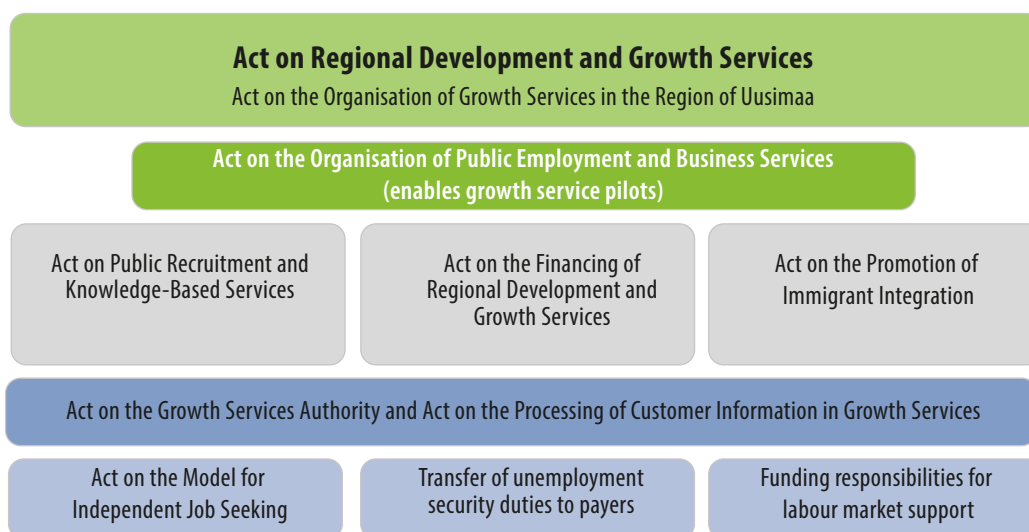 Act on Regional Development and Growth Services
Act on the Organisation of Growth Services in the Region of Uusimaa
Act on the Organisation of Public Employment and Business Services
(enables growth service pilots)
Act on Public Recruitment and
Knowledge-Based Services
Act on the Financing of
Regional Development and
Growth Services
Act on the Promotion of
Immigrant Integration
Act on the Growth Services Authority and Act on the Processing of Customer Information in Growth Services
Act on the Model for
Independent Job Seeking
Transfer of unemployment
security duties to payers
Funding responsibilities for
labour market support